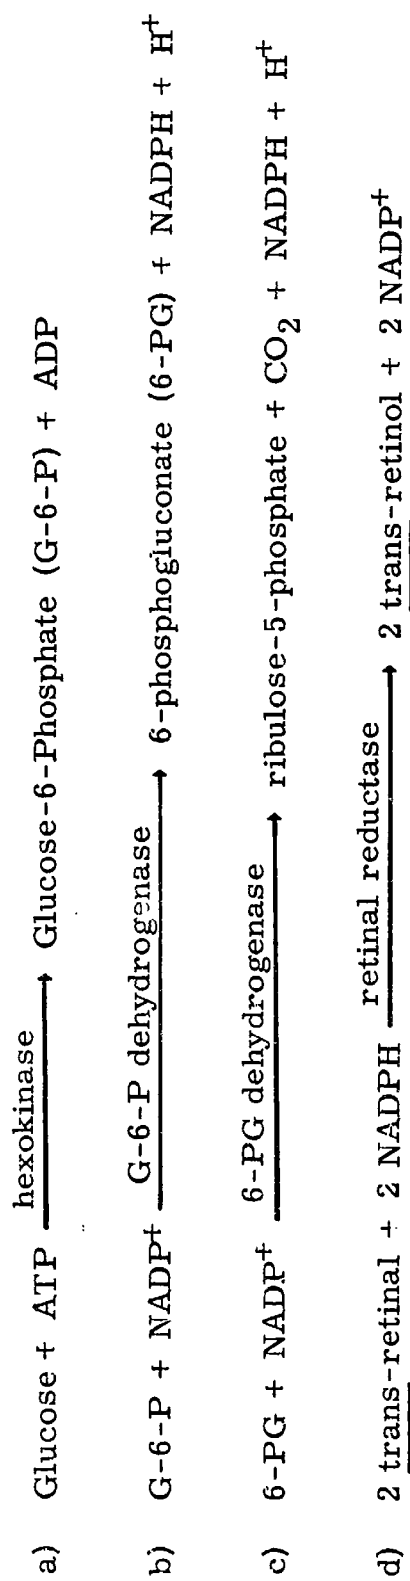 a) Glucose + ATP hexokinase⟶ Glucose-6-Phosphate (G-6-P) + ADP
b) G-6-P + NADP⁺ G-6-P dehydrogenase⟶ 6-phosphogiuconate (6-PG) + NADPH + H⁺
c) 6-PG + NADP⁺ 6-PG dehydrogenase⟶ ribulose-5-phosphate + CO₂ + NADPH + H⁺
d) 2 trans-retinal + 2 NADPH retinal reductase⟶ 2 trans-retinol + 2 NADP⁺